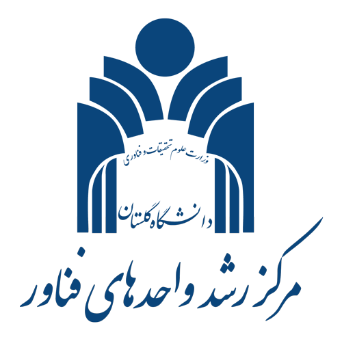 وزارت علوم تحقیقات و فناوری
دانشگاه گلستان
مرکز رشد واحدهای فناور